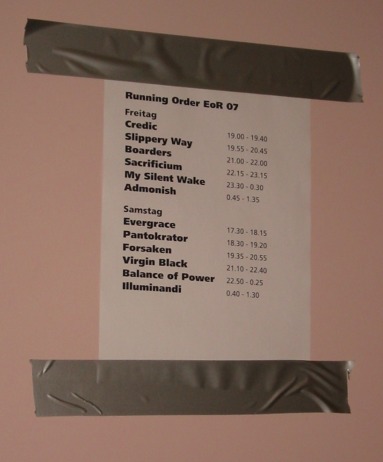 Running Order EoR 07
Freitag
Credic 19.00 - 19.40
Slippery Way 19.55 - 20.45
Boarders 21.00 - 22.00
Sacrificium 22.15 - 23.15
My Silent Wake 23.30 - 0.30
Admonish 0.45 - 1.35
Samstag
Evergrace 17.30 - 18.15
Pantokrator 18.30 - 19.20
Forsaken 19.35 - 20.55
Virgin Black 21.10 - 22.40
Balance of Power 22.50 - 0.25
Illuminandi 0.40 - 1.30